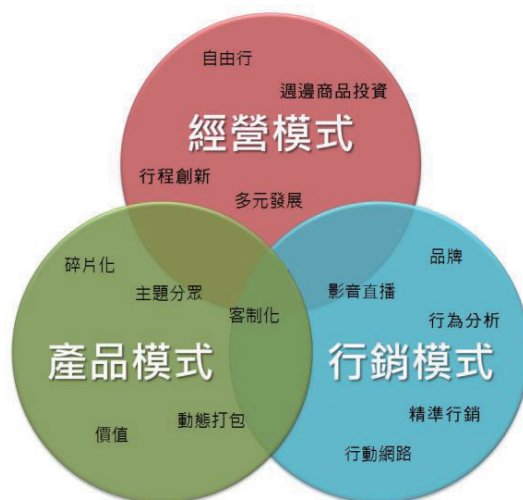 自由行
週邊商品投資
經營模式
行程創新
多元發展
碎片化
主題分眾
客制化
產品模式
價值
動態打包
品牌
影音直播
行為分析
行銷模式
精準行銷
行動網路